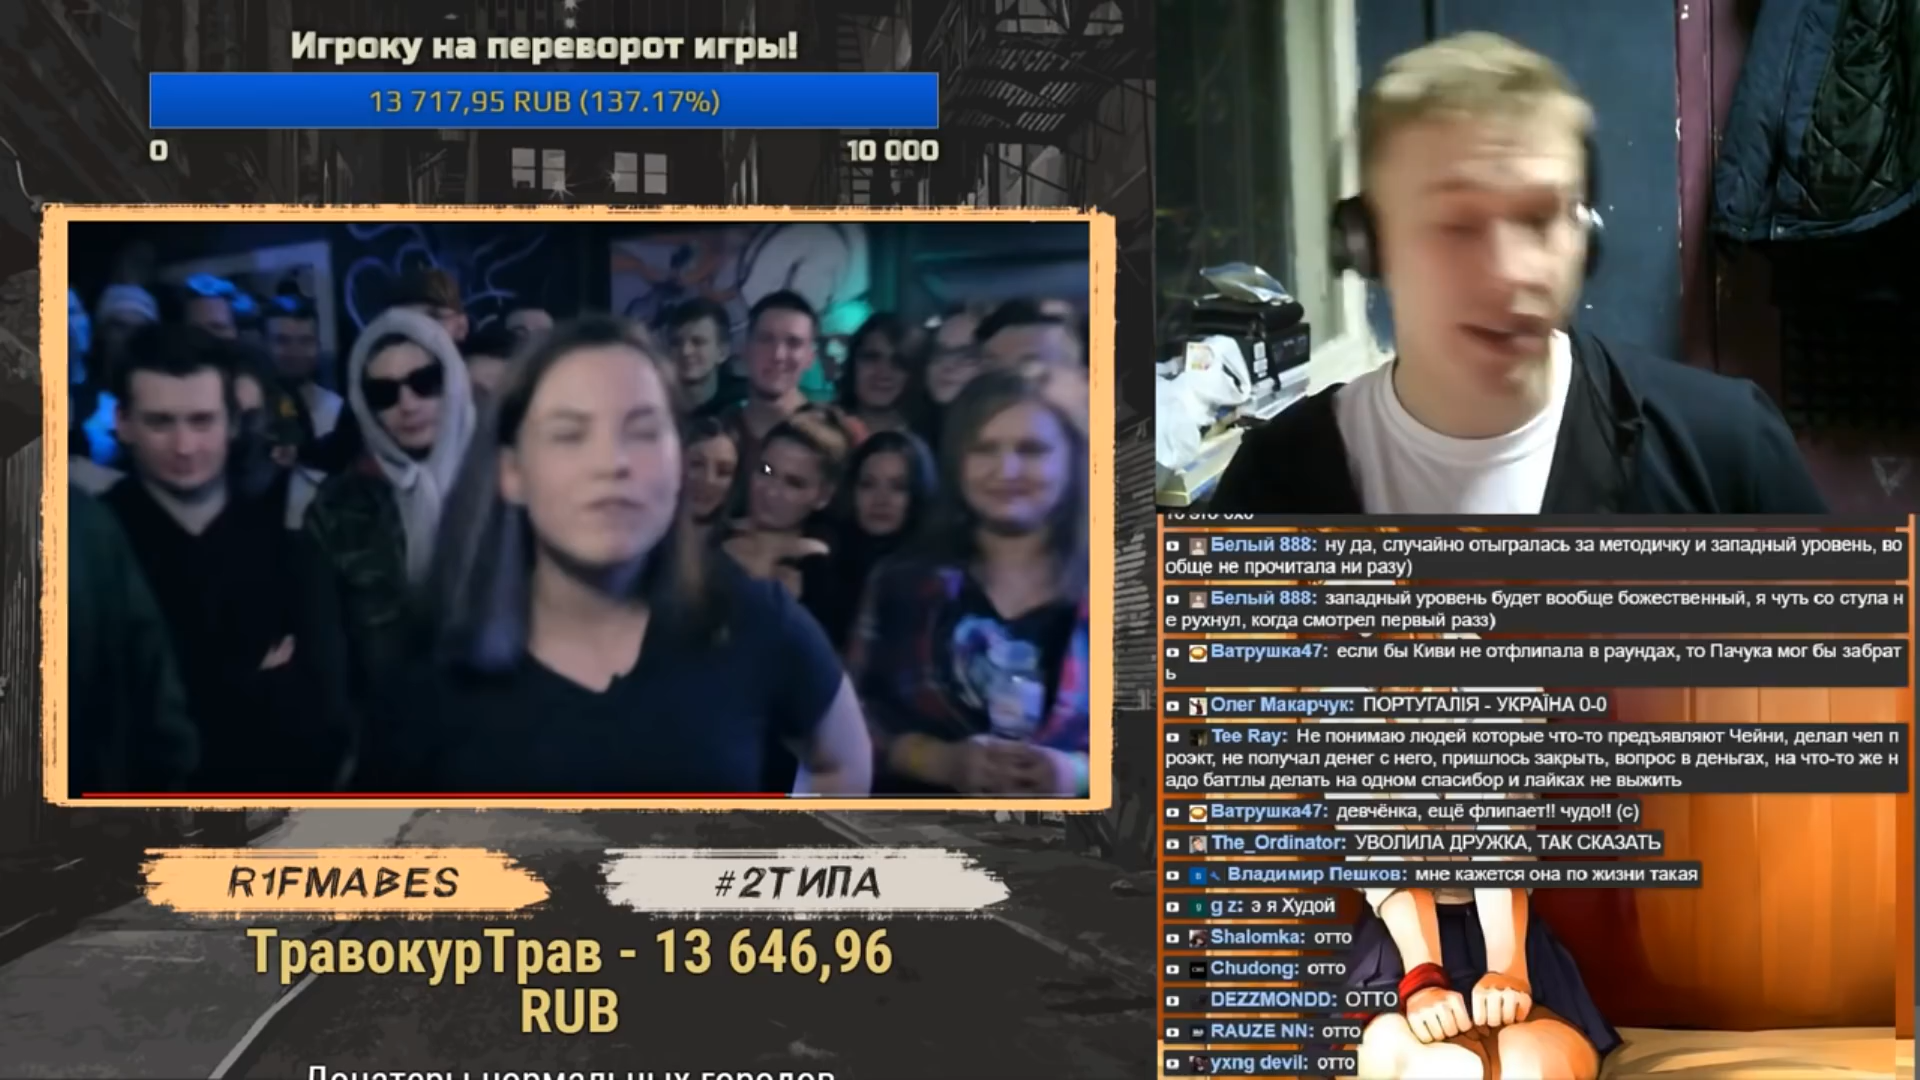 Игроку на переворот игры!
13 717,95 RUB (137.17%)
0
10 000
R1FMABES
#2ТИПА
ТравокурТрав - 13 646,96
RUB
Донатеры нормальных городов
то это охо
Белый 888: ну да, случайно отыгралась за методичку и западный уровень, во
обще не прочитала ни разу)
Белый 888: западный уровень будет вообще божественный, я чуть со стула н
е рухнул, когда смотрел первый разз)
Ватрушка47: если бы Киви не отфлипала в раундах, то Пачука мог бы забрат
ь
Олег Макарчук: ПОРТУГАЛІЯ - УКРАЇНА 0-0
Tee Ray: Не понимаю людей которые что-то предъявляют Чейни, делал чел п
роэкт, не получал денег с него, пришлось закрыть, вопрос в деньгах, на что-то же н
адо баттлы делать на одном спасибор и лайках не выжить
Ватрушка47: девчёнка, ещё флипает!! чудо!! (с)
The_Ordinator: УВОЛИЛА ДРУЖКА, ТАК СКАЗАТЬ
Владимир Пешков: мне кажется она по жизни такая
g z: э я Худой
Shalomka: отто
Chudong: отто
DEZZMONDD: ОТТО
RAUZE NN: отто
yxng devil: отто